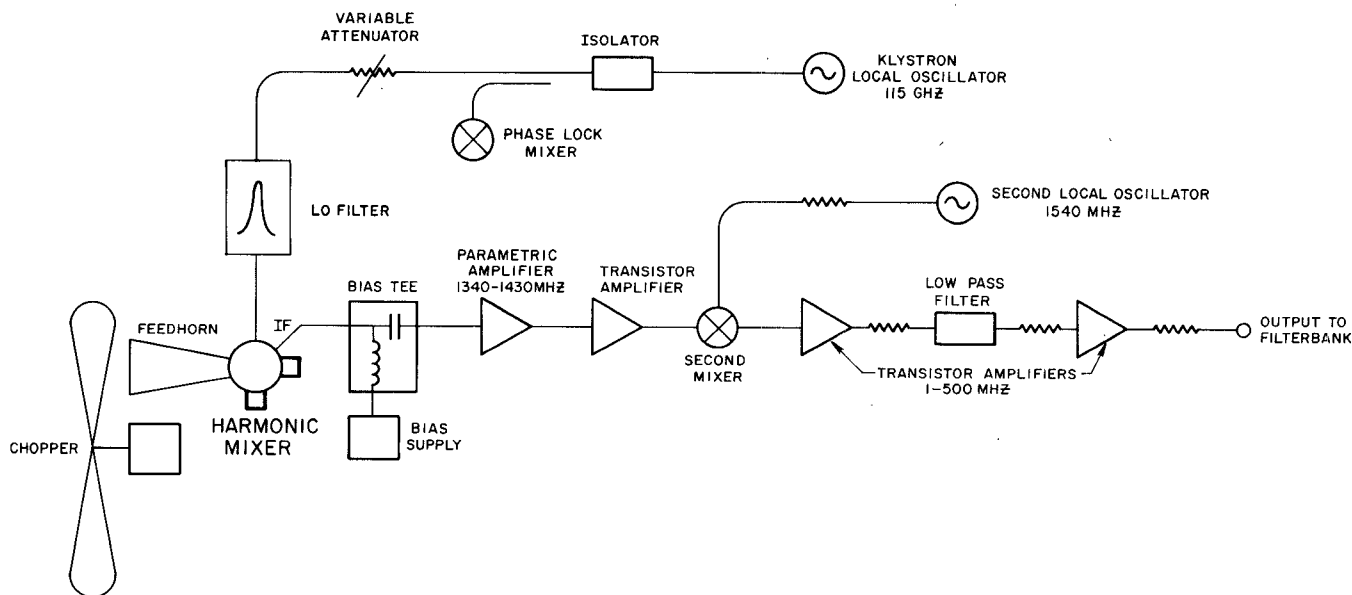 VARIABLE
ATTENUATOR
ISOLATOR
KLYSTRON
LOCAL OSCILLATOR
115 GHZ
PHASE LOCK
MIXER
LO FILTER
SECOND LOCAL OSCILLATOR
1540 MHZ
PARAMETRIC
AMPLIFIER
1340-1430MHZ
TRANSISTOR
AMPLIFIER
BIAS TEE
LOW PASS
FILTER
FEEDHORN
IF
OUTPUT TO
FILTERBANK
SECOND
MIXER
TRANSISTOR AMPLIFIERS
1-500 MHZ
HARMONIC
MIXER
BIAS
SUPPLY
CHOPPER